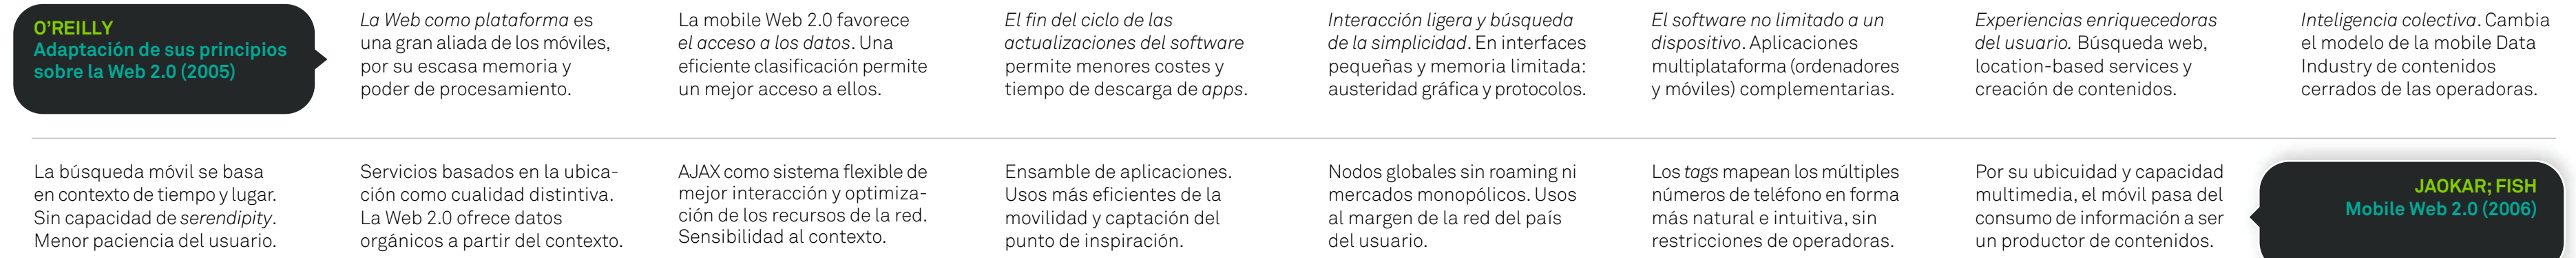 O’REILLY
Adaptación de sus principios
sobre la Web 2.0 (2005)
La Web como plataforma es
una gran aliada de los móviles,
por su escasa memoria y
poder de procesamiento.
La mobile Web 2.0 favorece
el acceso a los datos. Una
eficiente clasificación permite
un mejor acceso a ellos.
El fin del ciclo de las
actualizaciones del software
permite menores costes y
tiempo de descarga de apps.
Interacción ligera y búsqueda
de la simplicidad. En interfaces
pequeñas y memoria limitada:
austeridad gráfica y protocolos.
El software no limitado a un
dispositivo. Aplicaciones
multiplataforma (ordenadores
y móviles) complementarias.
Experiencias enriquecedoras
del usuario. Búsqueda web,
location-based services y
creación de contenidos.
Inteligencia colectiva. Cambia
el modelo de la mobile Data
Industry de contenidos
cerrados de las operadoras.
La búsqueda móvil se basa
en contexto de tiempo y lugar.
Sin capacidad de serendipity.
Menor paciencia del usuario.
Servicios basados en la ubica-
ción como cualidad distintiva.
La Web 2.0 ofrece datos
orgánicos a partir del contexto.
AJAX como sistema flexible de
mejor interacción y optimiza-
ción de los recursos de la red.
Sensibilidad al contexto.
Ensamble de aplicaciones.
Usos más eficientes de la
movilidad y captación del
punto de inspiración.
Nodos globales sin roaming ni
mercados monopólicos. Usos
al margen de la red del país
del usuario.
Los tags mapean los múltiples
números de teléfono en forma
más natural e intuitiva, sin
restricciones de operadoras.
Por su ubicuidad y capacidad
multimedia, el móvil pasa del
consumo de información a ser
un productor de contenidos.
JAOKAR; FISH
Mobile Web 2.0 (2006)